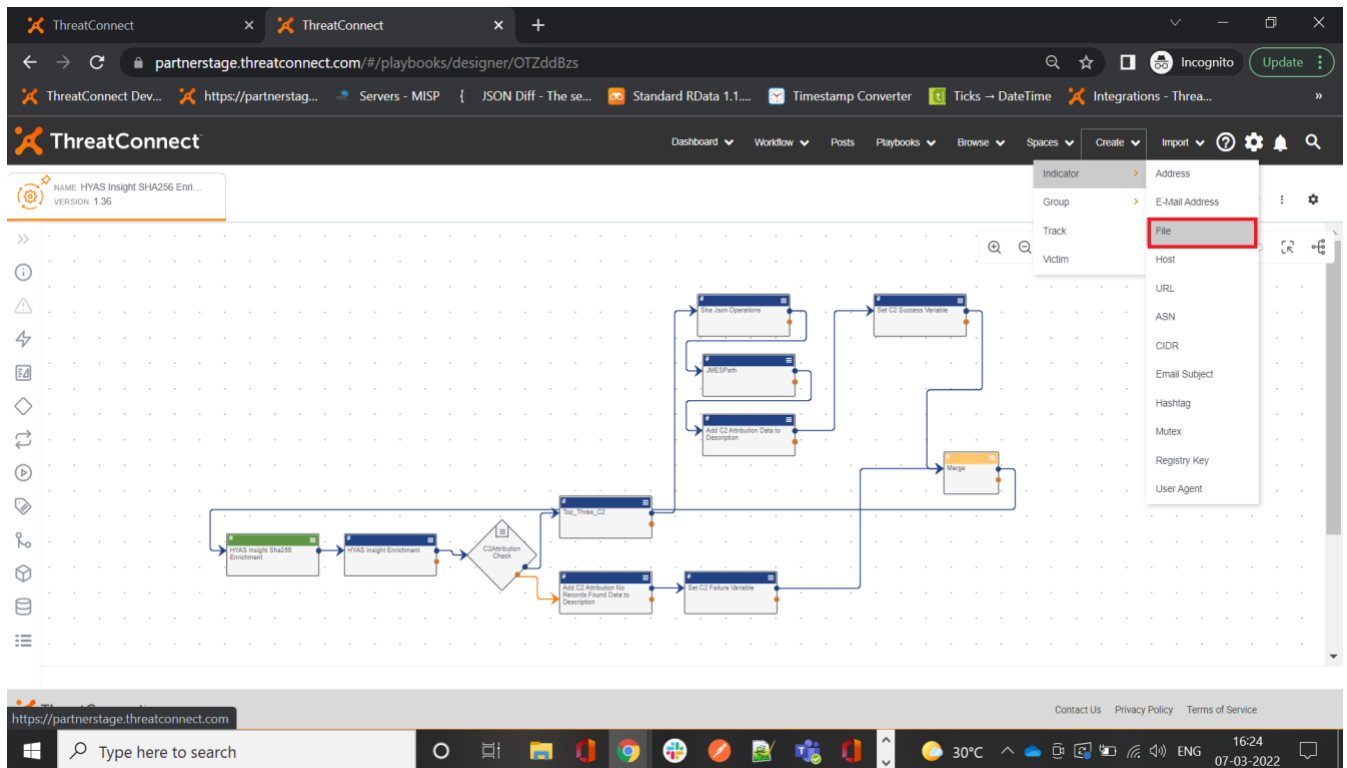 ThreatConnect
ThreatConnect
partnerstage.threatconnect.com/#/playbooks/designer/OTZddBzs
Incognito
Update
ThreatConnect Dev...
https://partnerstag...
Servers - MISP
JSON Diff - The se...
Standard RData 1.1....
Timestamp Converter
Ticks → DateTime
Integrations - Threa...
»
ThreatConnect
Dashboard
Workflow
Posts
Playbooks
Browse
Spaces
Create
Import
NAME HYAS Insight SHA256 Enri...
VERSION 1.36
Indicator
Group
Track
Victim
Address
E-Mail Address
File
Host
URL
ASN
CIDR
Email Subject
Hashtag
Mutex
Registry Key
User Agent
Sha Json Operations
Set C2 Success Variable
JMESPath
Add C2 Attribution Data to
Description
Merge
Top_Three_C2
HYAS Insight Sha256
Enrichment
HYAS Insight Enrichment
C2Attribution
Check
Add C2 Attribution No
Records Found Data to
Description
Set C2 Failure Variable
Contact Us
Privacy Policy
Terms of Service
https://partnerstage.threatconnect.com
Type here to search
30°C
ENG
16:24
07-03-2022